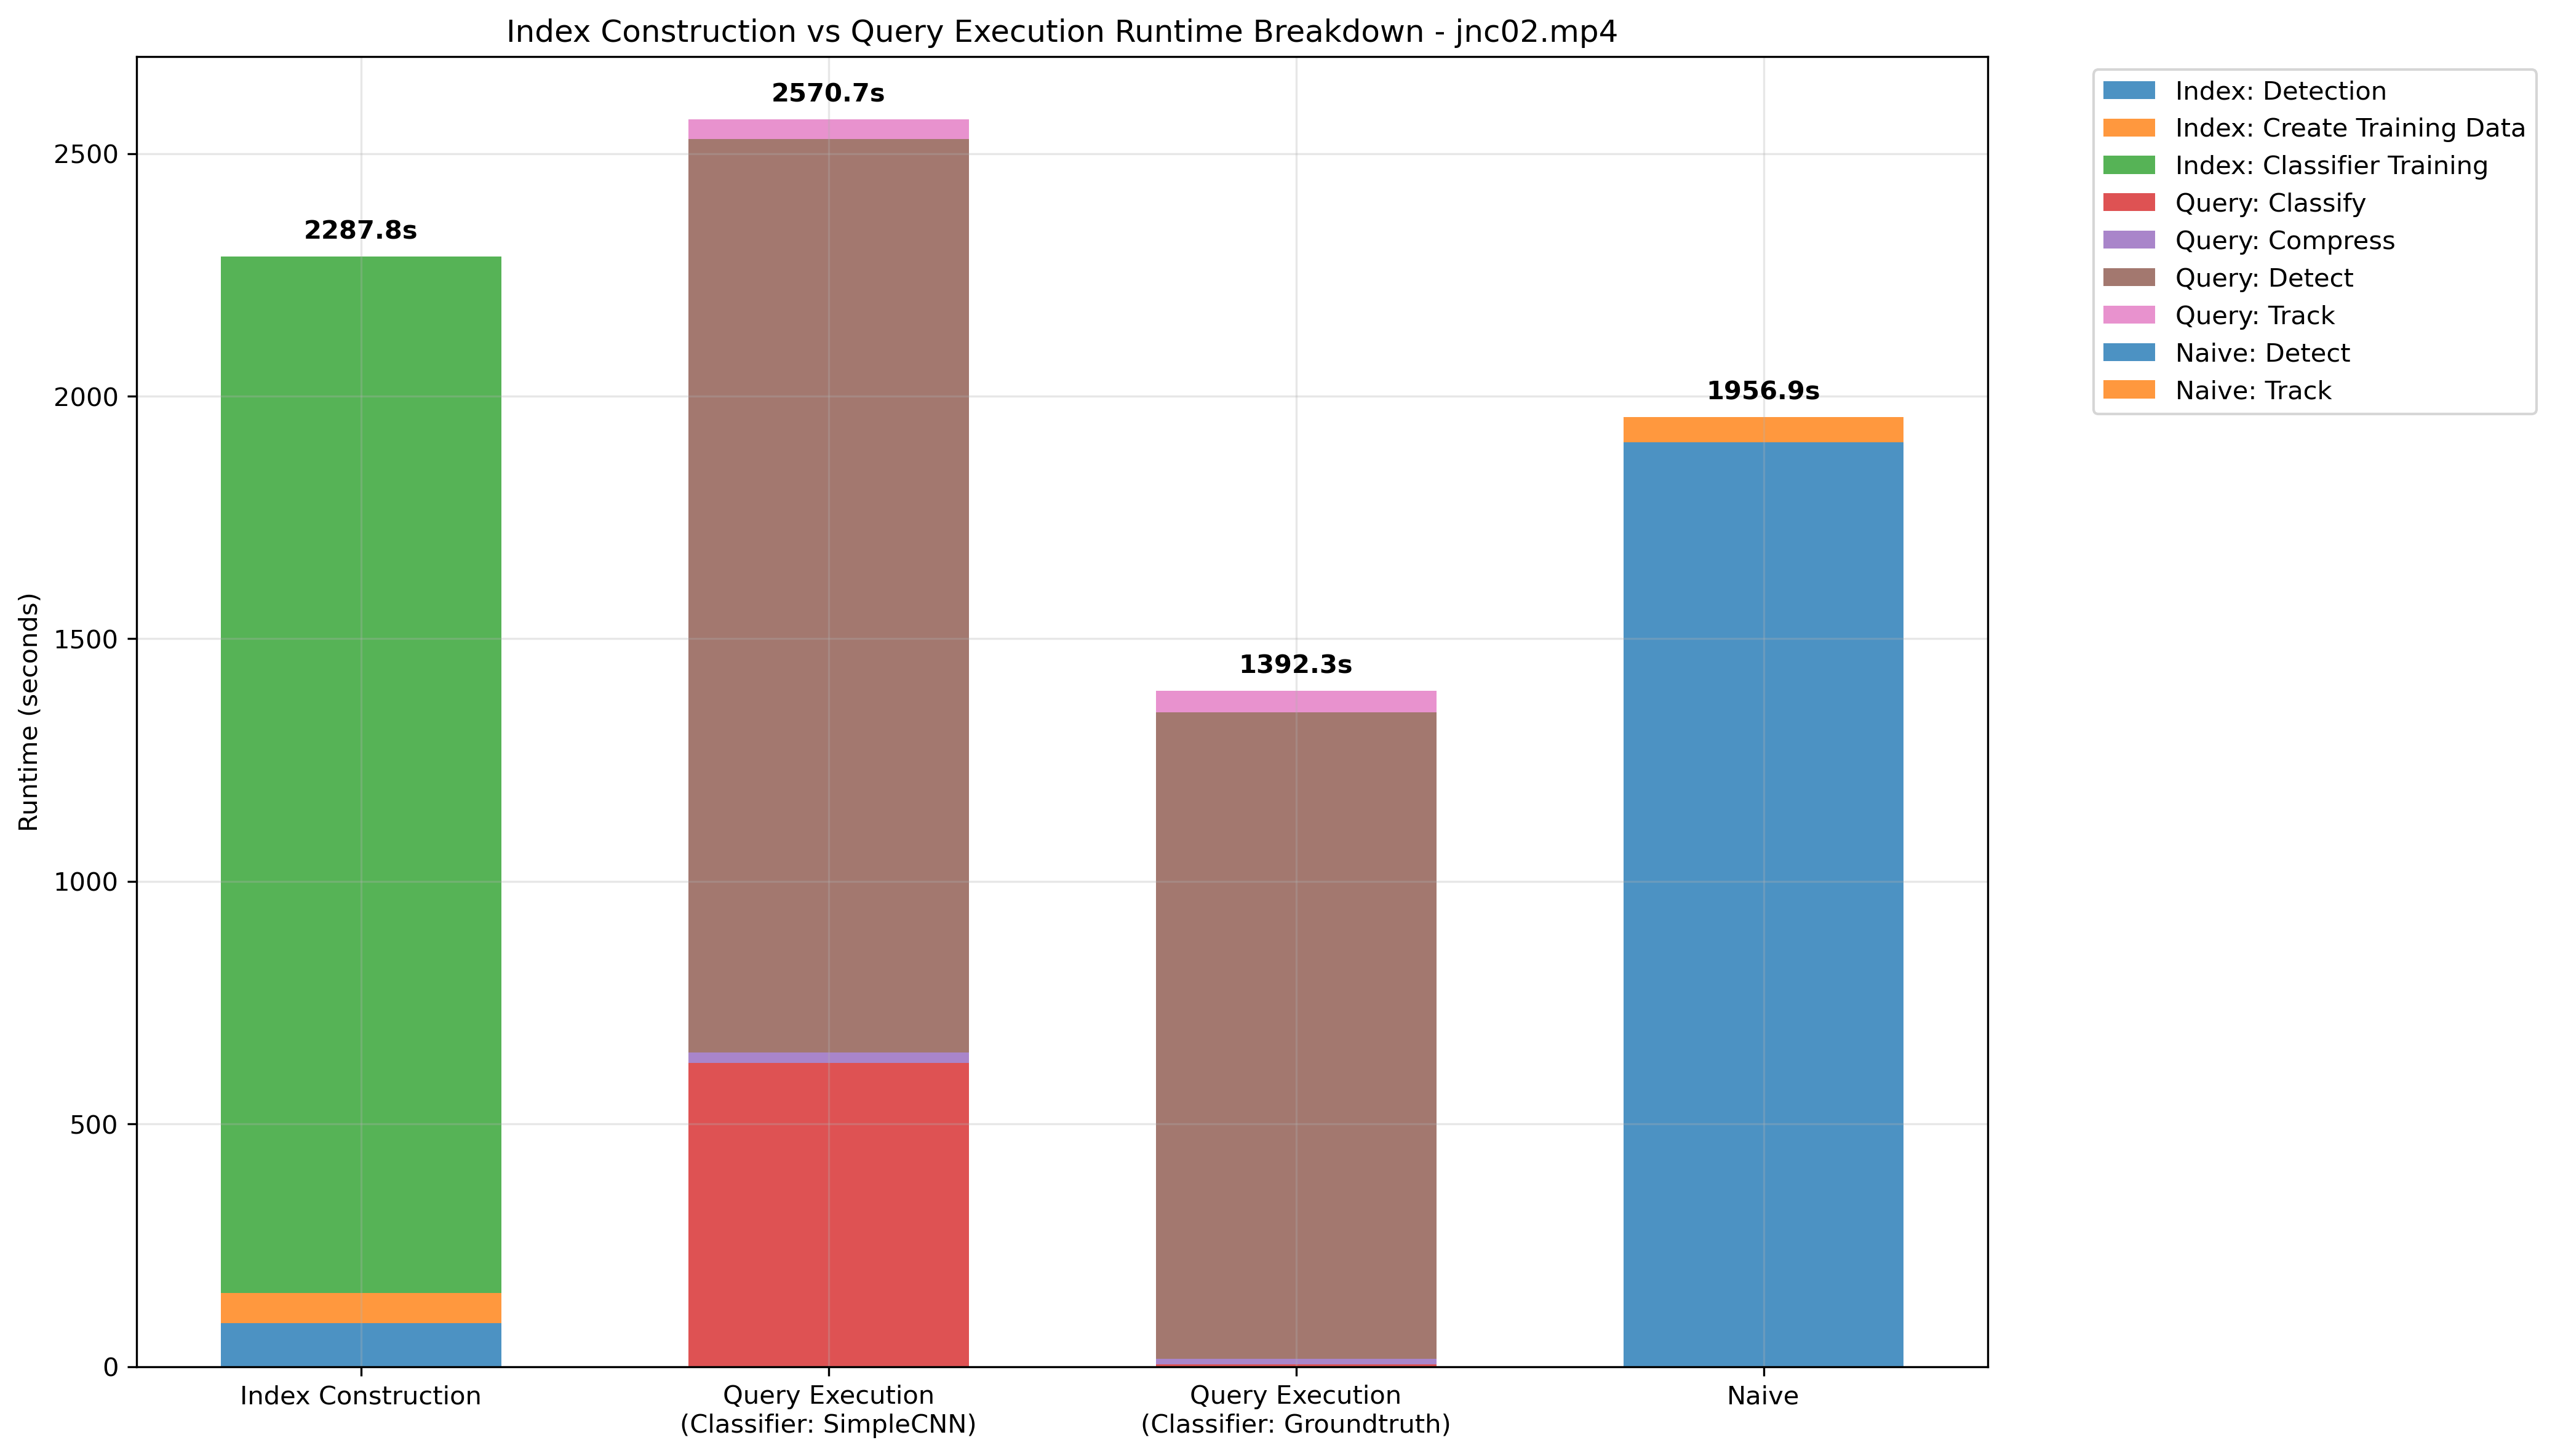 Index Construction vs Query Execution Runtime Breakdown - jnc02.mp4
2570.7s
2287.8s
1956.9s
1392.3s
Runtime (seconds)
2500
2000
1500
1000
500
0
Index Construction
Query Execution
(Classifier: SimpleCNN)
Query Execution
(Classifier: Groundtruth)
Naive
Index: Detection
Index: Create Training Data
Index: Classifier Training
Query: Classify
Query: Compress
Query: Detect
Query: Track
Naive: Detect
Naive: Track